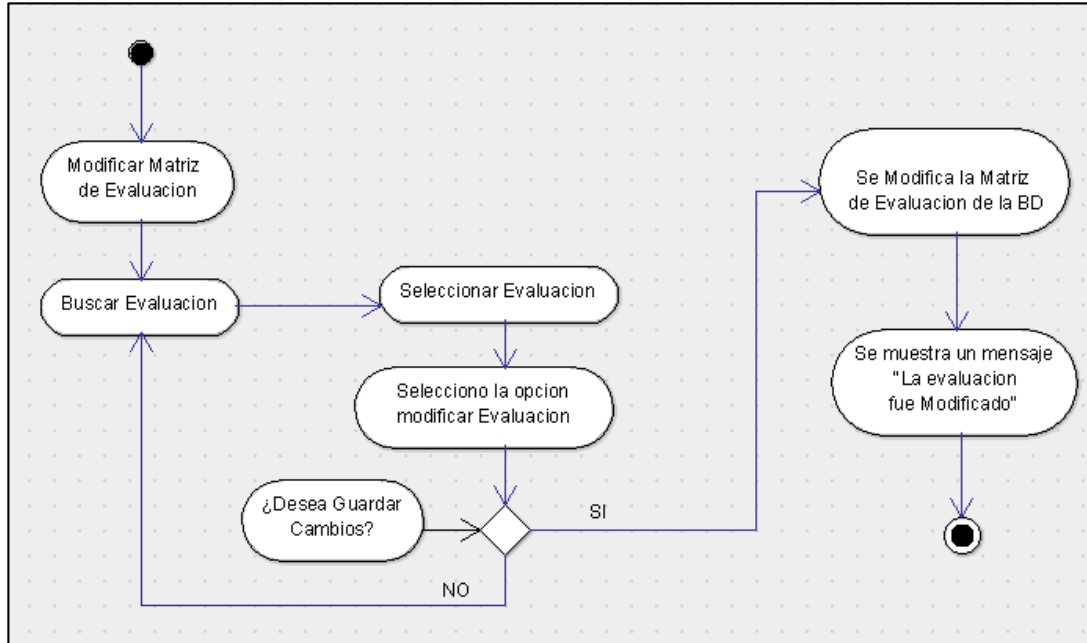 Modificar Matriz
de Evaluacion
Buscar Evaluacion
Seleccionar Evaluacion
Selecciono la opcion
modificar Evaluacion
¿Desea Guardar
Cambios?
SI
NO
Se Modifica la Matriz
de Evaluacion de la BD
Se muestra un mensaje
"La evaluacion
fue Modificado"